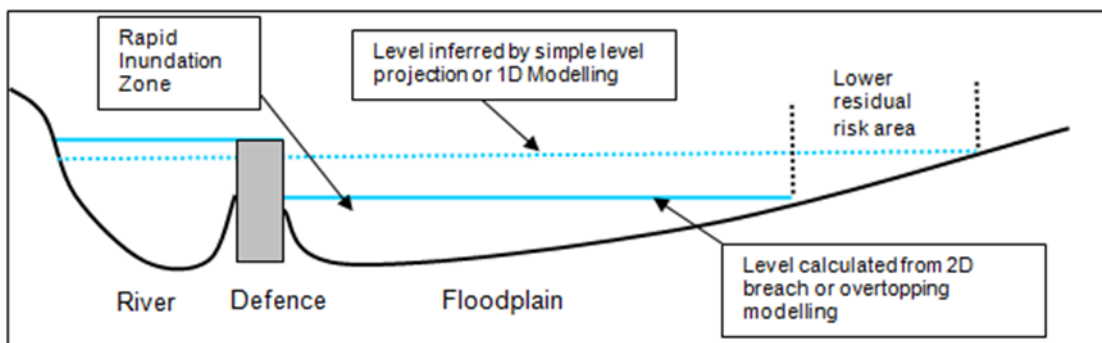 Rapid
Inundation
Zone
Level inferred by simple level
projection or 1D Modelling
Lower
residual
risk area
Level calculated from 2D
breach or overtopping
modelling
River
Defence
Floodplain